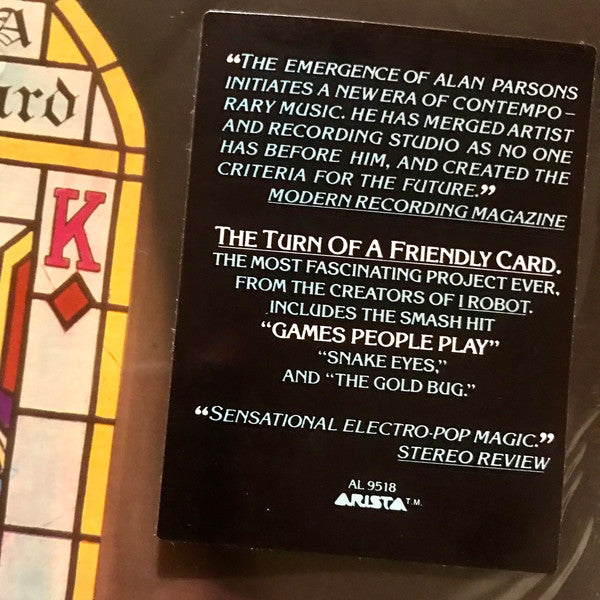 A
ard
K
“THE EMERGENCE OF ALAN PARSONS
INITIATES A NEW ERA OF CONTEMPO-
RARY MUSIC. HE HAS MERGED ARTIST
AND RECORDING STUDIO AS NO ONE
HAS BEFORE HIM, AND CREATED THE
CRITERIA FOR THE FUTURE.”
MODERN RECORDING MAGAZINE
THE TURN OF A FRIENDLY CARD.
THE MOST FASCINATING PROJECT EVER,
FROM THE CREATORS OF I ROBOT.
INCLUDES THE SMASH HIT
“GAMES PEOPLE PLAY”
“SNAKE EYES,”
AND “THE GOLD BUG.”
“SENSATIONAL ELECTRO-POP MAGIC.”
STEREO REVIEW
AL 9518
ARISTA T.M.